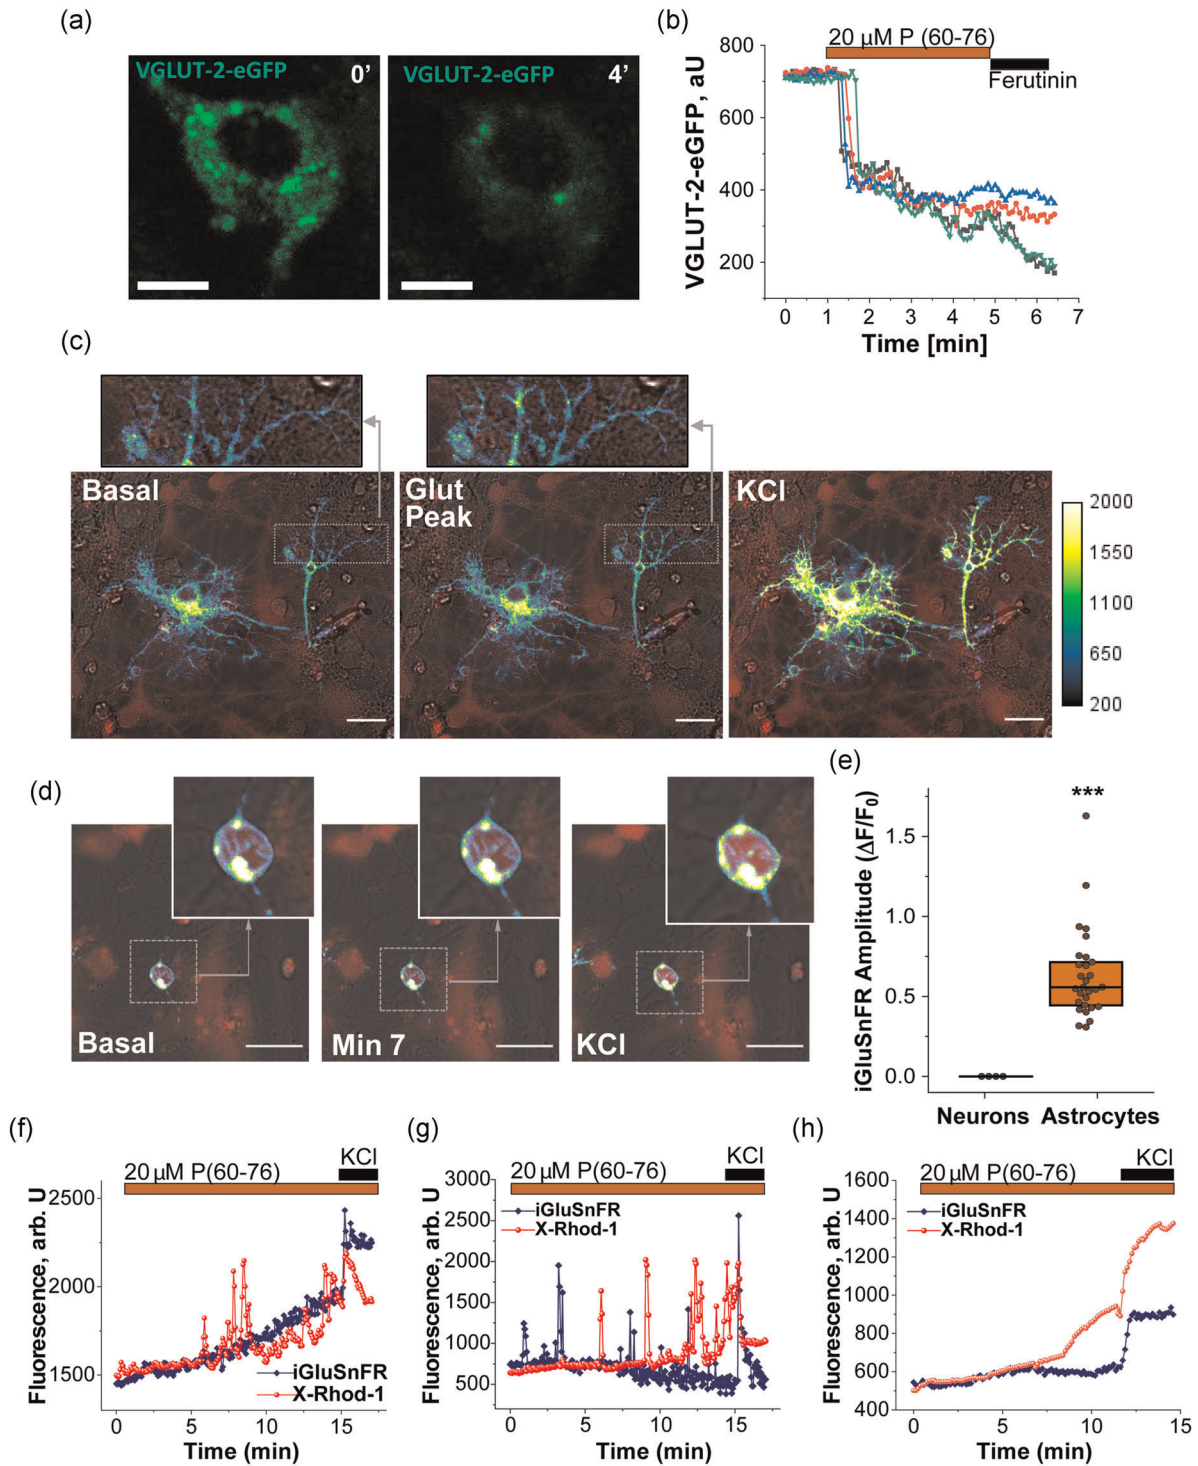 (a)
VGLUT-2-eGFP 0'
VGLUT-2-eGFP 4'
(b)
20 µM P (60-76)
Ferutinin
VGLUT-2-eGFP, aU
800
600
400
200
0 1 2 3 4 5 6 7
Time [min]
(c)
Basal
Glut
Peak
KCl
2000
1550
1100
650
200
(d)
Basal
Min 7
KCl
(e)
***
iGluSnFR Amplitude (ΔF/F0)
1.5
1.0
0.5
0.0
Neurons Astrocytes
(f)
KCl
20 µM P(60-76)
Fluorescence, arb. U
2500
2000
1500
iGluSnFR
X-Rhod-1
0 5 10 15
Time (min)
(g)
KCl
20 µM P(60-76)
Fluorescence, arb. U
3000
2500
2000
1500
1000
500
iGluSnFR
X-Rhod-1
0 5 10 15
Time (min)
(h)
KCl
20 µM P(60-76)
Fluorescence, arb. U
1600
1400
1200
1000
800
600
400
iGluSnFR
X-Rhod-1
0 5 10 15
Time (min)